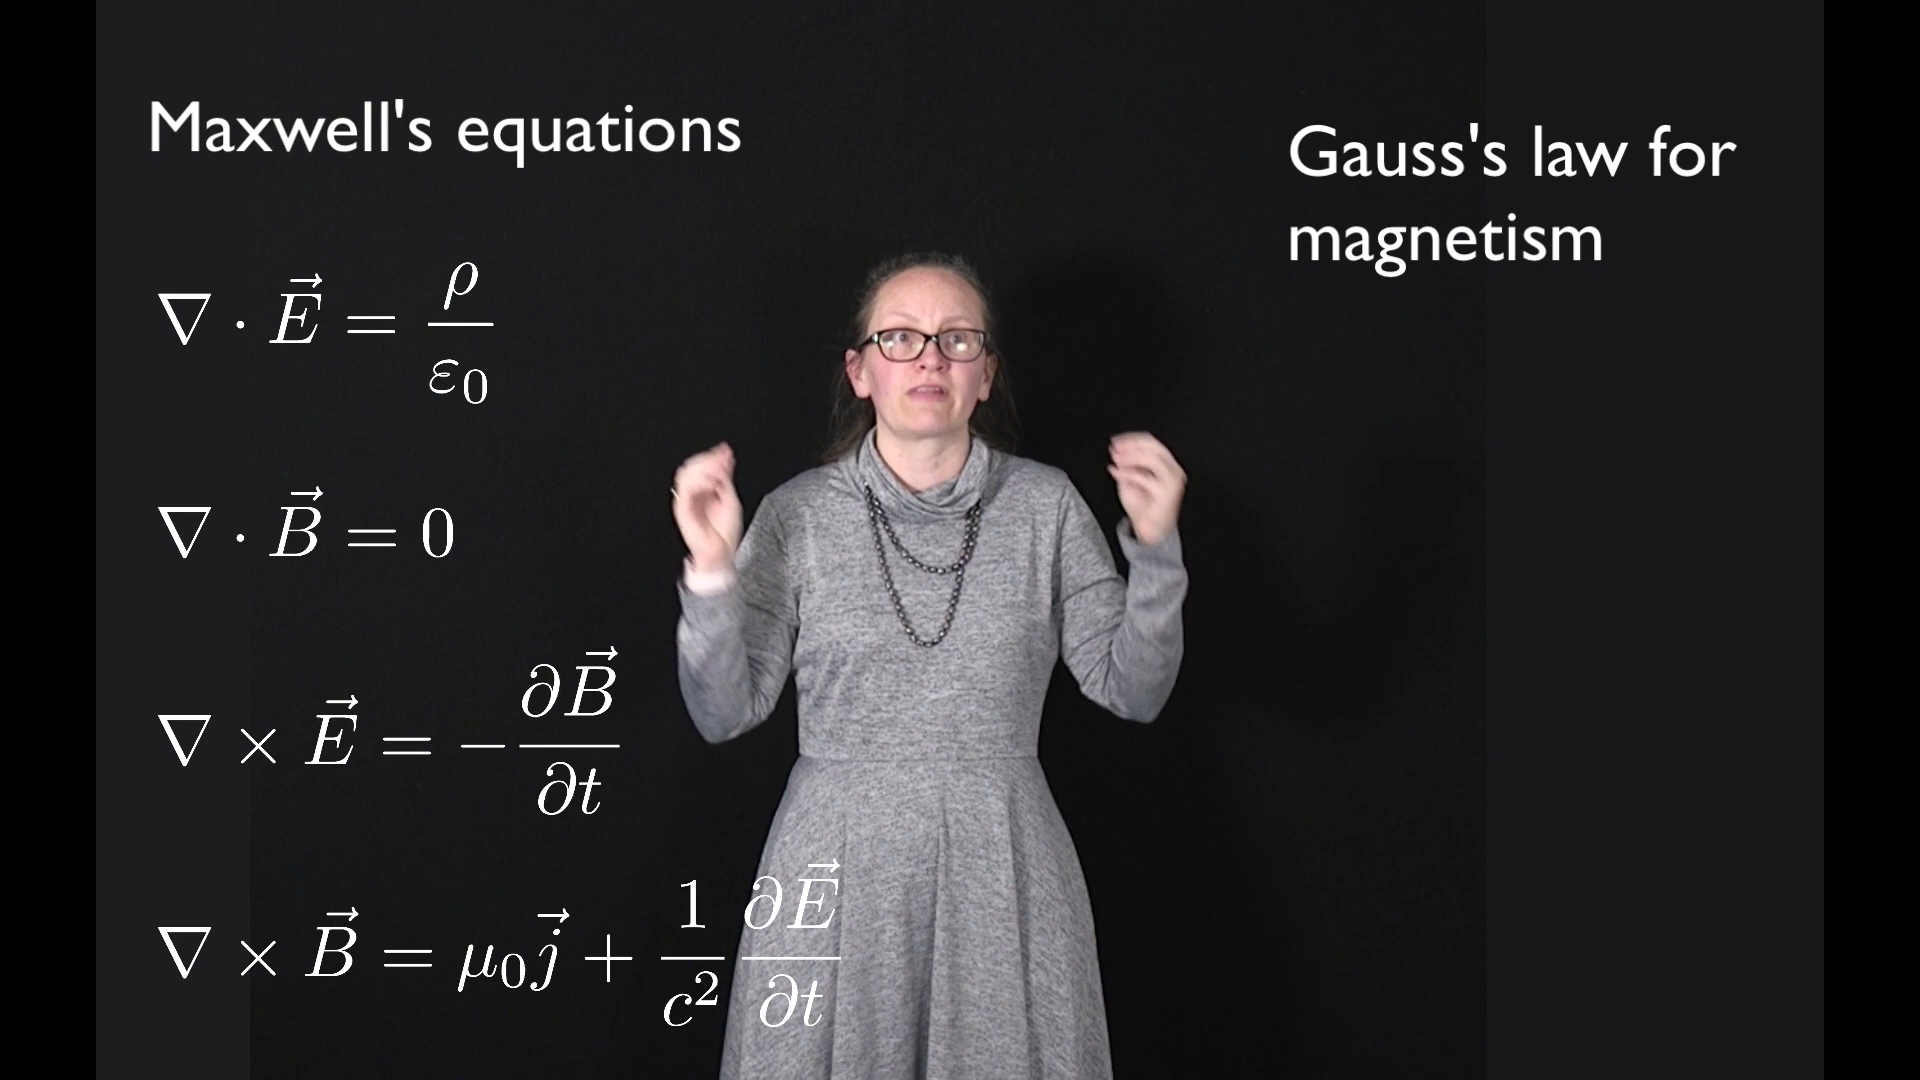 Maxwell's equations
Gauss's law for
magnetism
∇ · E⃗ = ρ/ε₀
∇ · B⃗ = 0
∇ × E⃗ = −∂B⃗/∂t
∇ × B⃗ = μ₀j⃗ + 1/c² ∂E⃗/∂t